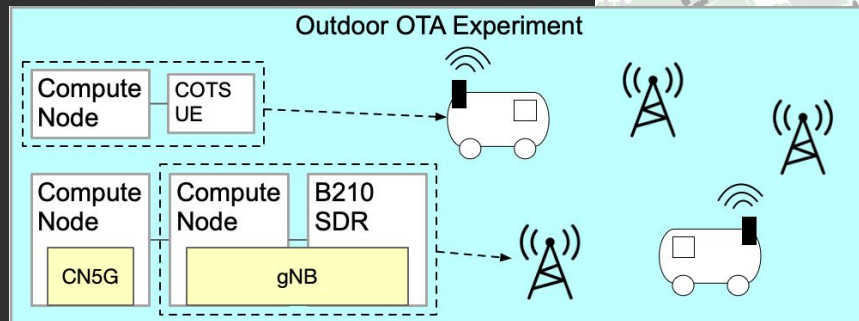 Outdoor OTA Experiment
Compute
Node
COTS
UE
Compute
Node
CN5G
Compute
Node
B210
SDR
gNB